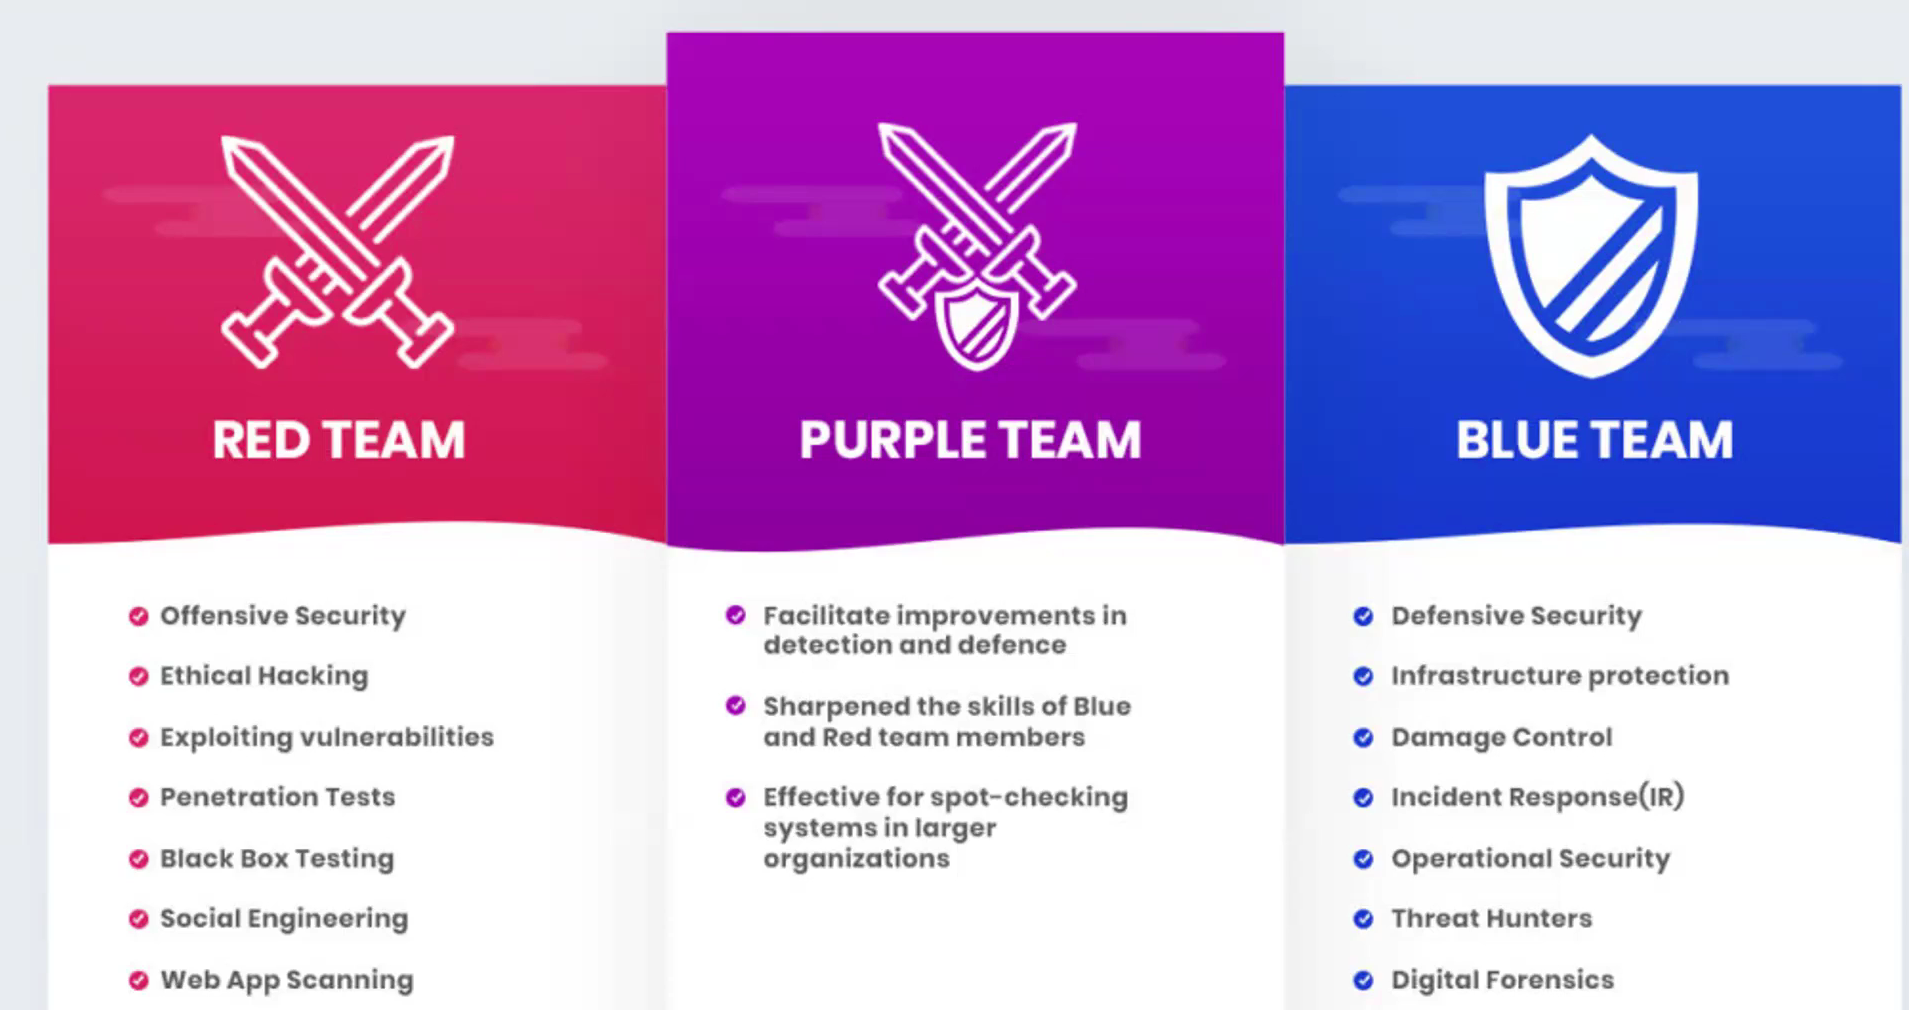 RED TEAM
Offensive Security
Ethical Hacking
Exploiting vulnerabilities
Penetration Tests
Black Box Testing
Social Engineering
Web App Scanning
PURPLE TEAM
Facilitate improvements in
detection and defence
Sharpened the skills of Blue
and Red team members
Effective for spot-checking
systems in larger
organizations
BLUE TEAM
Defensive Security
Infrastructure protection
Damage Control
Incident Response(IR)
Operational Security
Threat Hunters
Digital Forensics